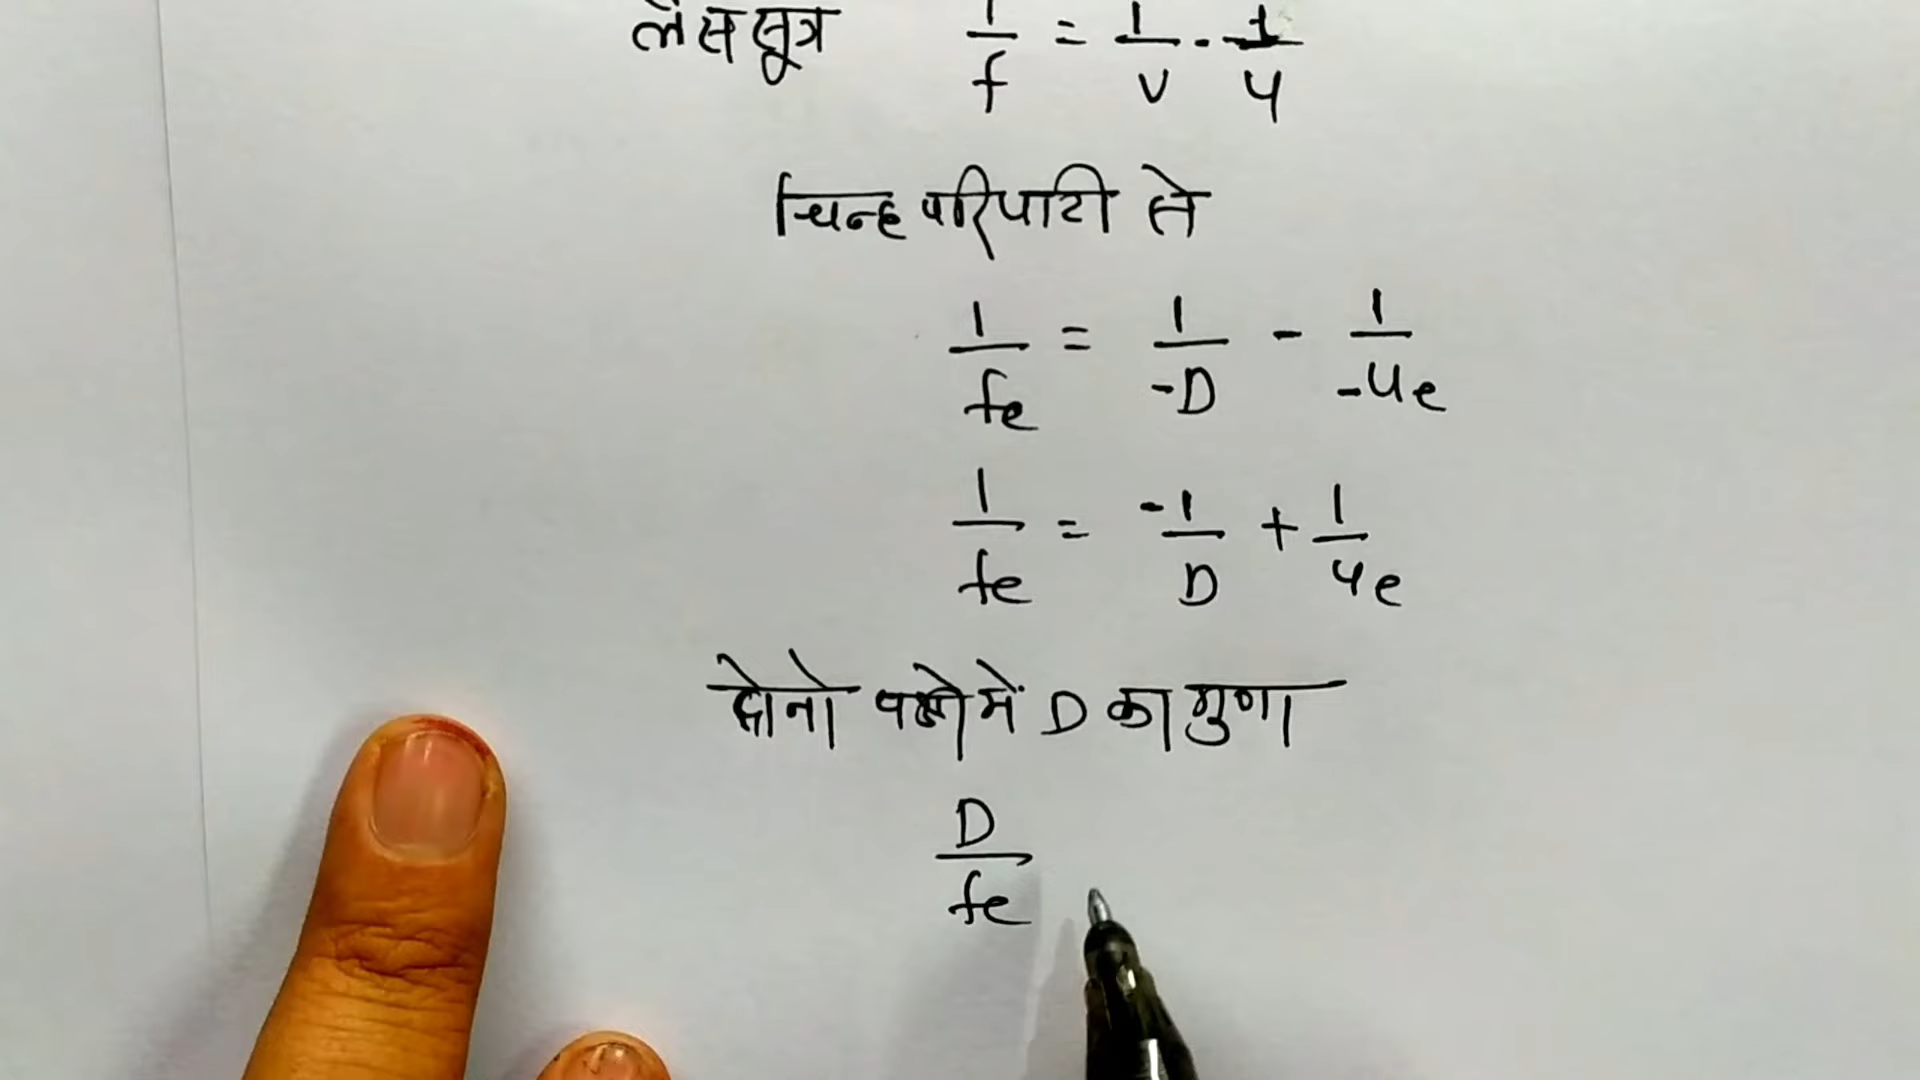 लेंस सूत्र 1/f = 1/v - 1/u
चिन्ह परिपाटी से
1/fe = 1/-D - 1/-ue
1/fe = -1/D + 1/ue
दोनो पक्षो में D का गुणा
D/fe